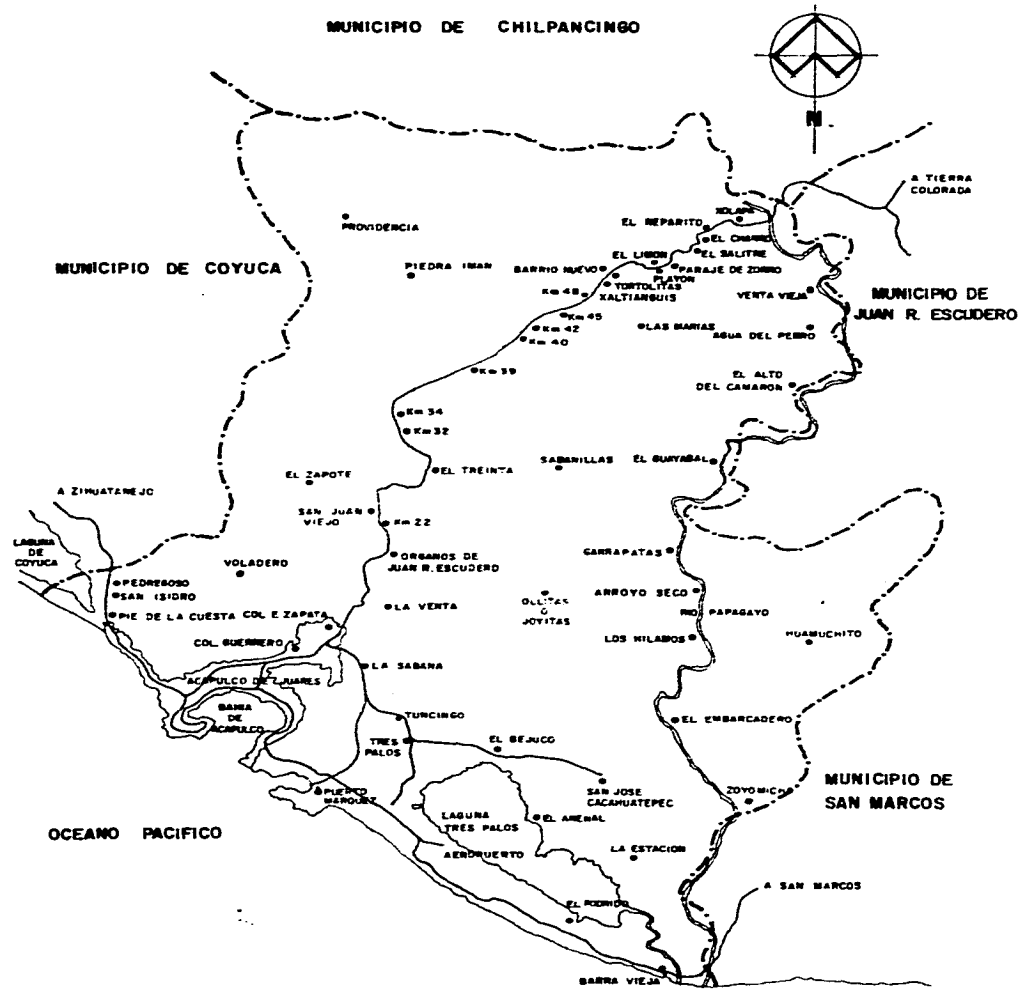 MUNICIPIO DE CHILPANCINGO
N
A TIERRA
COLORADA
XOLAPA
EL REPARITO
PROVIDENCIA
EL CHARRO
EL SALITRE
EL LIMON
MUNICIPIO DE COYUCA
PIEDRA IMAN
BARRIO NUEVO
PARAJE DE ZORRO
PLAYON
TORTOLITAS
XALTIANGUIS
Km 48
VENTA VIEJA
MUNICIPIO DE
JUAN R. ESCUDERO
Km 45
Km 42
LAS MARIAS
AGUA DEL PERRO
Km 40
Km 39
EL ALTO
DEL CAMARON
Km 34
Km 32
EL TREINTA
SABANILLAS
EL GUAYABAL
EL ZAPOTE
A ZIHUATANEJO
SAN JUAN
VIEJO
Km 22
LAGUNA
DE
COYUCA
ORGANOS DE
JUAN R. ESCUDERO
GARRAPATAS
VOLADERO
PEDREGOSO
SAN ISIDRO
ARROYO SECO
OLLITAS
O
JOYITAS
LA VENTA
PIE DE LA CUESTA
COL E. ZAPATA
RIO PAPAGAYO
COL. GUERRERO
LOS HILAMOS
HUAMUCHITO
LA SABANA
ACAPULCO DE JUARES
BAHIA
DE
ACAPULCO
TUNCINGO
EL EMBARCADERO
TRES
PALOS
EL BEJUCO
PUERTO
MARQUEZ
SAN JOSE
CACAHUATEPEC
MUNICIPIO DE
SAN MARCOS
LAGUNA
TRES PALOS
EL ARENAL
OCEANO PACIFICO
AEROPUERTO
LA ESTACION
A SAN MARCOS
EL PODRIDO
BARRA VIEJA